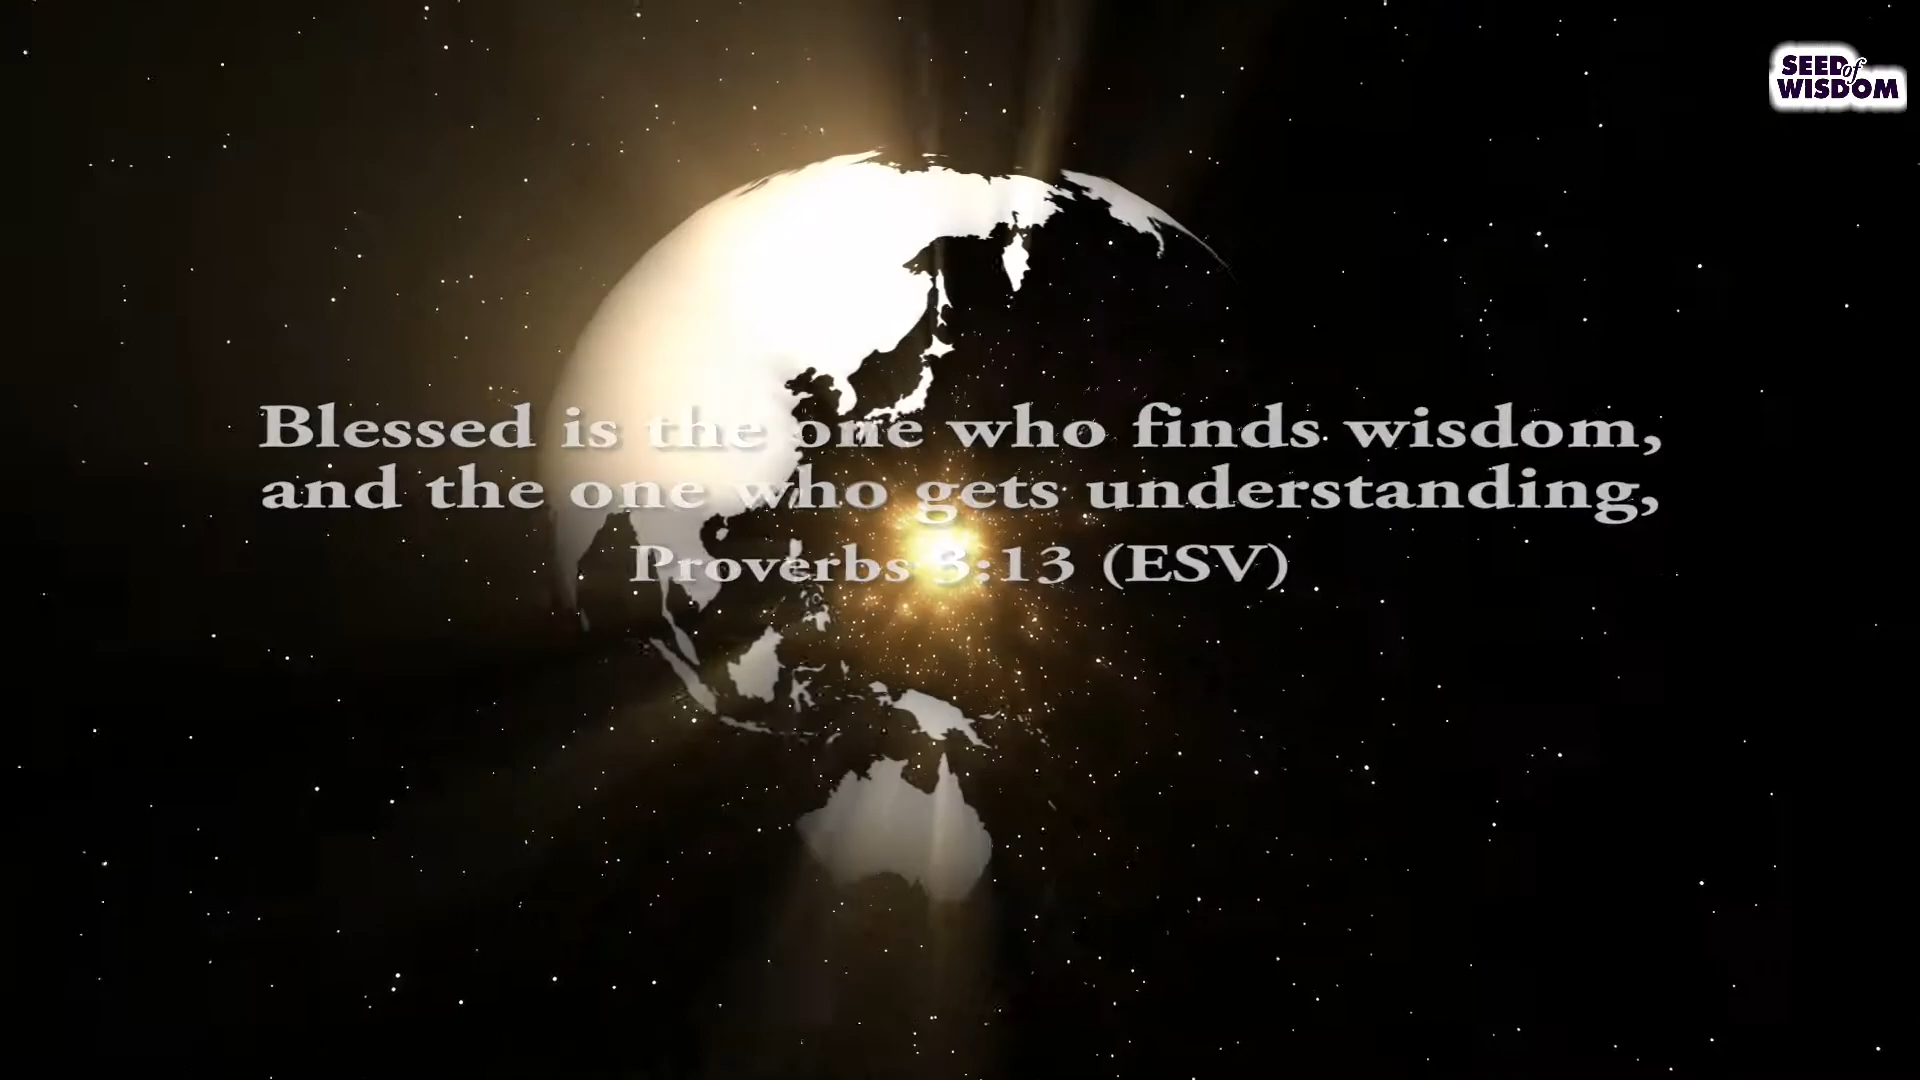 SEED of
WISDOM
Blessed is the one who finds wisdom,
and the one who gets understanding,
Proverbs 3:13 (ESV)